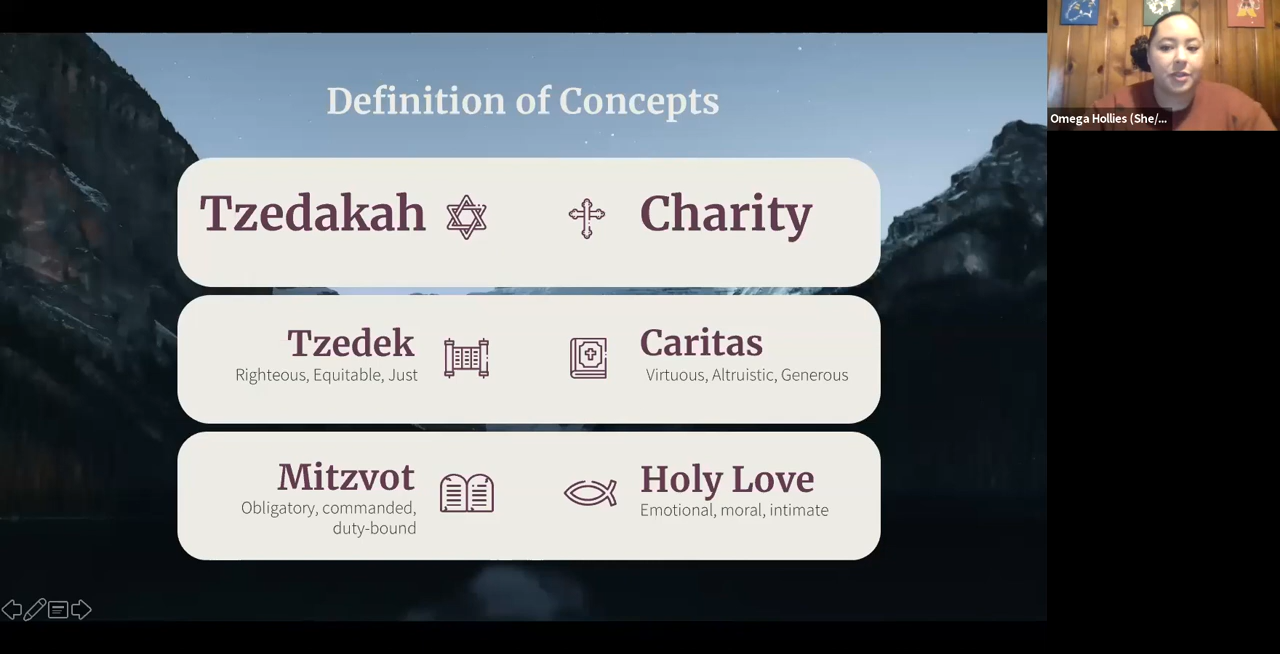 Definition of Concepts
Tzedakah
Charity
Tzedek
Righteous, Equitable, Just
Caritas
Virtuous, Altruistic, Generous
Mitzvot
Obligatory, commanded,
duty-bound
Holy Love
Emotional, moral, intimate
Omega Hollies (She/...